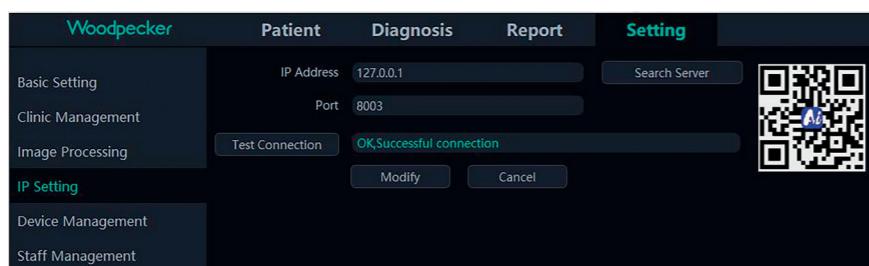 Woodpecker Patient Diagnosis Report Setting
Basic Setting
Clinic Management
Image Processing
IP Setting
Device Management
Staff Management
IP Address 127.0.0.1 Search Server
Port 8003
Test Connection OK,Successful connection
Modify Cancel
Ai